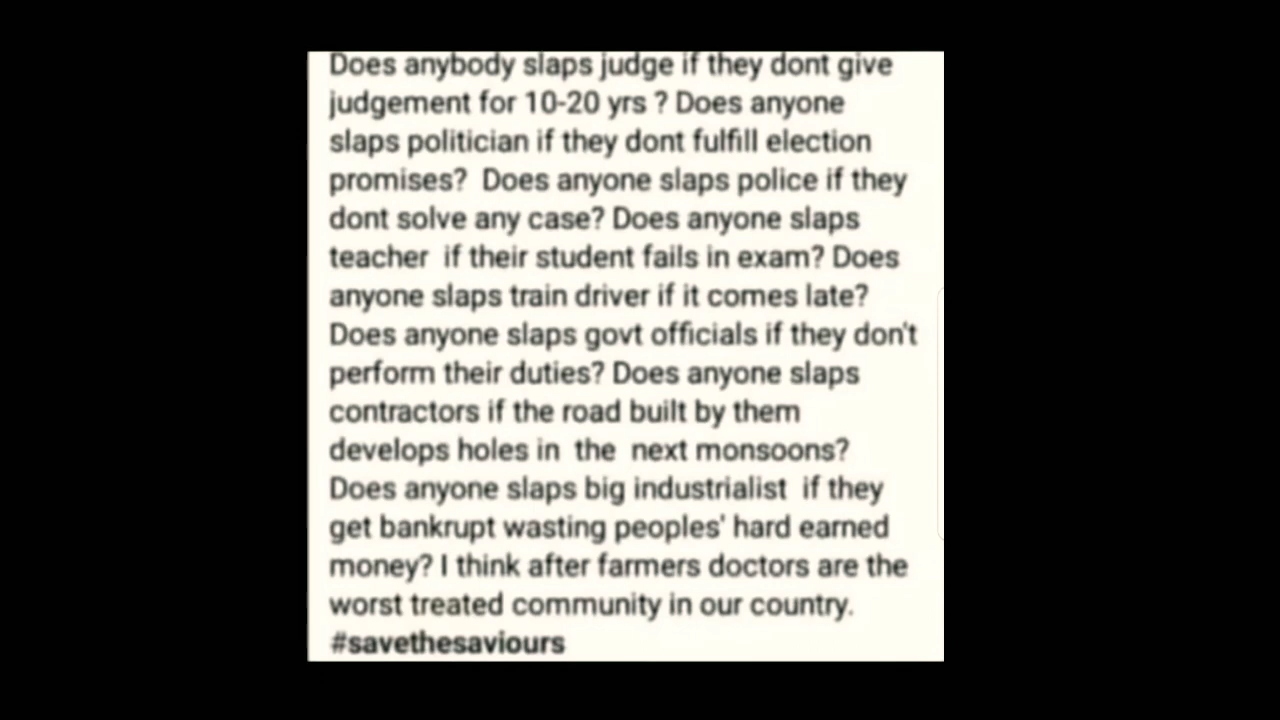 Does anybody slaps judge if they dont give
judgement for 10-20 yrs ? Does anyone
slaps politician if they dont fulfill election
promises?  Does anyone slaps police if they
dont solve any case? Does anyone slaps
teacher  if their student fails in exam? Does
anyone slaps train driver if it comes late?
Does anyone slaps govt officials if they don't
perform their duties? Does anyone slaps
contractors if the road built by them
develops holes in  the  next monsoons?
Does anyone slaps big industrialist  if they
get bankrupt wasting peoples' hard earned
money? I think after farmers doctors are the
worst treated community in our country.
#savethesaviours